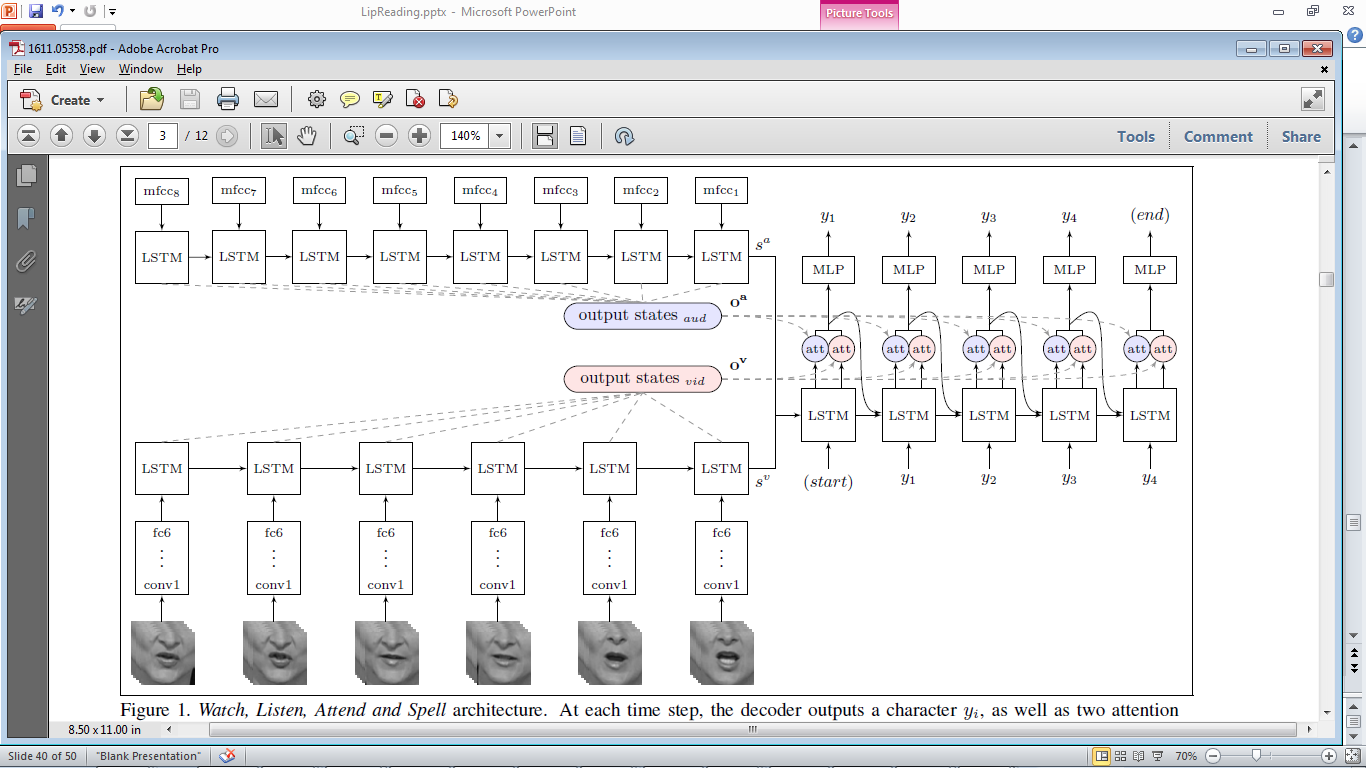 LipReading.pptx - Microsoft PowerPoint
Picture Tools
1611.05358.pdf - Adobe Acrobat Pro
File Edit View Window Help
Create
3 / 12 140% Tools Comment Share
mfcc₈ mfcc₇ mfcc₆ mfcc₅ mfcc₄ mfcc₃ mfcc₂ mfcc₁
y₁ y₂ y₃ y₄ (end)
LSTM LSTM LSTM LSTM LSTM LSTM LSTM LSTM sᵃ
MLP MLP MLP MLP MLP
output states aud oᵃ
att att att att att att att att att att
output states vid oᵛ
LSTM LSTM LSTM LSTM LSTM
LSTM LSTM LSTM LSTM LSTM LSTM sᵛ
(start) y₁ y₂ y₃ y₄
fc6 fc6 fc6 fc6 fc6 fc6
conv1 conv1 conv1 conv1 conv1 conv1
Figure 1. Watch, Listen, Attend and Spell architecture. At each time step, the decoder outputs a character yᵢ, as well as two attention
8.50 x 11.00 in
Slide 40 of 50 "Blank Presentation" 70%